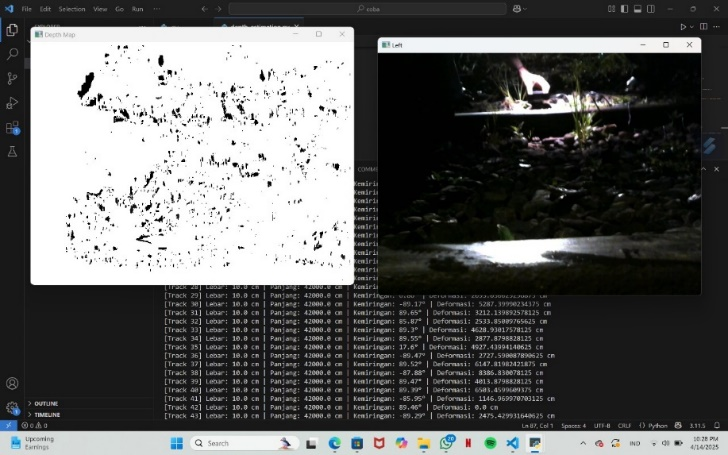 File Edit Selection View Go Run ...
coba
Depth Map
Left
[Track 29] Lebar: 10.0 cm | Panjang: 42000.0 cm
[Track 30] Lebar: 10.0 cm | Panjang: 42000.0 cm | Kemiringan: -89.17° | Deformasi: 5287.39990234375 cm
[Track 31] Lebar: 10.0 cm | Panjang: 42000.0 cm | Kemiringan: 89.65° | Deformasi: 3212.139892578125 cm
[Track 32] Lebar: 10.0 cm | Panjang: 42000.0 cm | Kemiringan: 85.87° | Deformasi: 2533.85009765625 cm
[Track 33] Lebar: 10.0 cm | Panjang: 42000.0 cm | Kemiringan: 89.3° | Deformasi: 4628.93017578125 cm
[Track 34] Lebar: 10.0 cm | Panjang: 42000.0 cm | Kemiringan: 89.55° | Deformasi: 2877.8798828125 cm
[Track 35] Lebar: 10.0 cm | Panjang: 42000.0 cm | Kemiringan: 17.6° | Deformasi: 4927.43994140625 cm
[Track 36] Lebar: 10.0 cm | Panjang: 42000.0 cm | Kemiringan: -89.47° | Deformasi: 2727.590087890625 cm
[Track 37] Lebar: 10.0 cm | Panjang: 42000.0 cm | Kemiringan: 89.52° | Deformasi: 6147.81982421875 cm
[Track 38] Lebar: 10.0 cm | Panjang: 42000.0 cm | Kemiringan: -87.88° | Deformasi: 8386.830078125 cm
[Track 39] Lebar: 10.0 cm | Panjang: 42000.0 cm | Kemiringan: 89.47° | Deformasi: 4013.8798828125 cm
[Track 40] Lebar: 10.0 cm | Panjang: 42000.0 cm | Kemiringan: 89.39° | Deformasi: 6503.4599609375 cm
[Track 41] Lebar: 10.0 cm | Panjang: 42000.0 cm | Kemiringan: -85.95° | Deformasi: 1146.969970703125 cm
[Track 42] Lebar: 10.0 cm | Panjang: 42000.0 cm | Kemiringan: 89.46° | Deformasi: 0.0 cm
[Track 43] Lebar: 10.0 cm | Panjang: 42000.0 cm | Kemiringan: -89.29° | Deformasi: 2475.429931640625 cm
OUTLINE
TIMELINE
0 0 Ln 87, Col 1 Spaces: 4 UTF-8 CRLF Python 3.11.5
Upcoming
Earnings
Search
IND
10:28 PM
4/14/2025